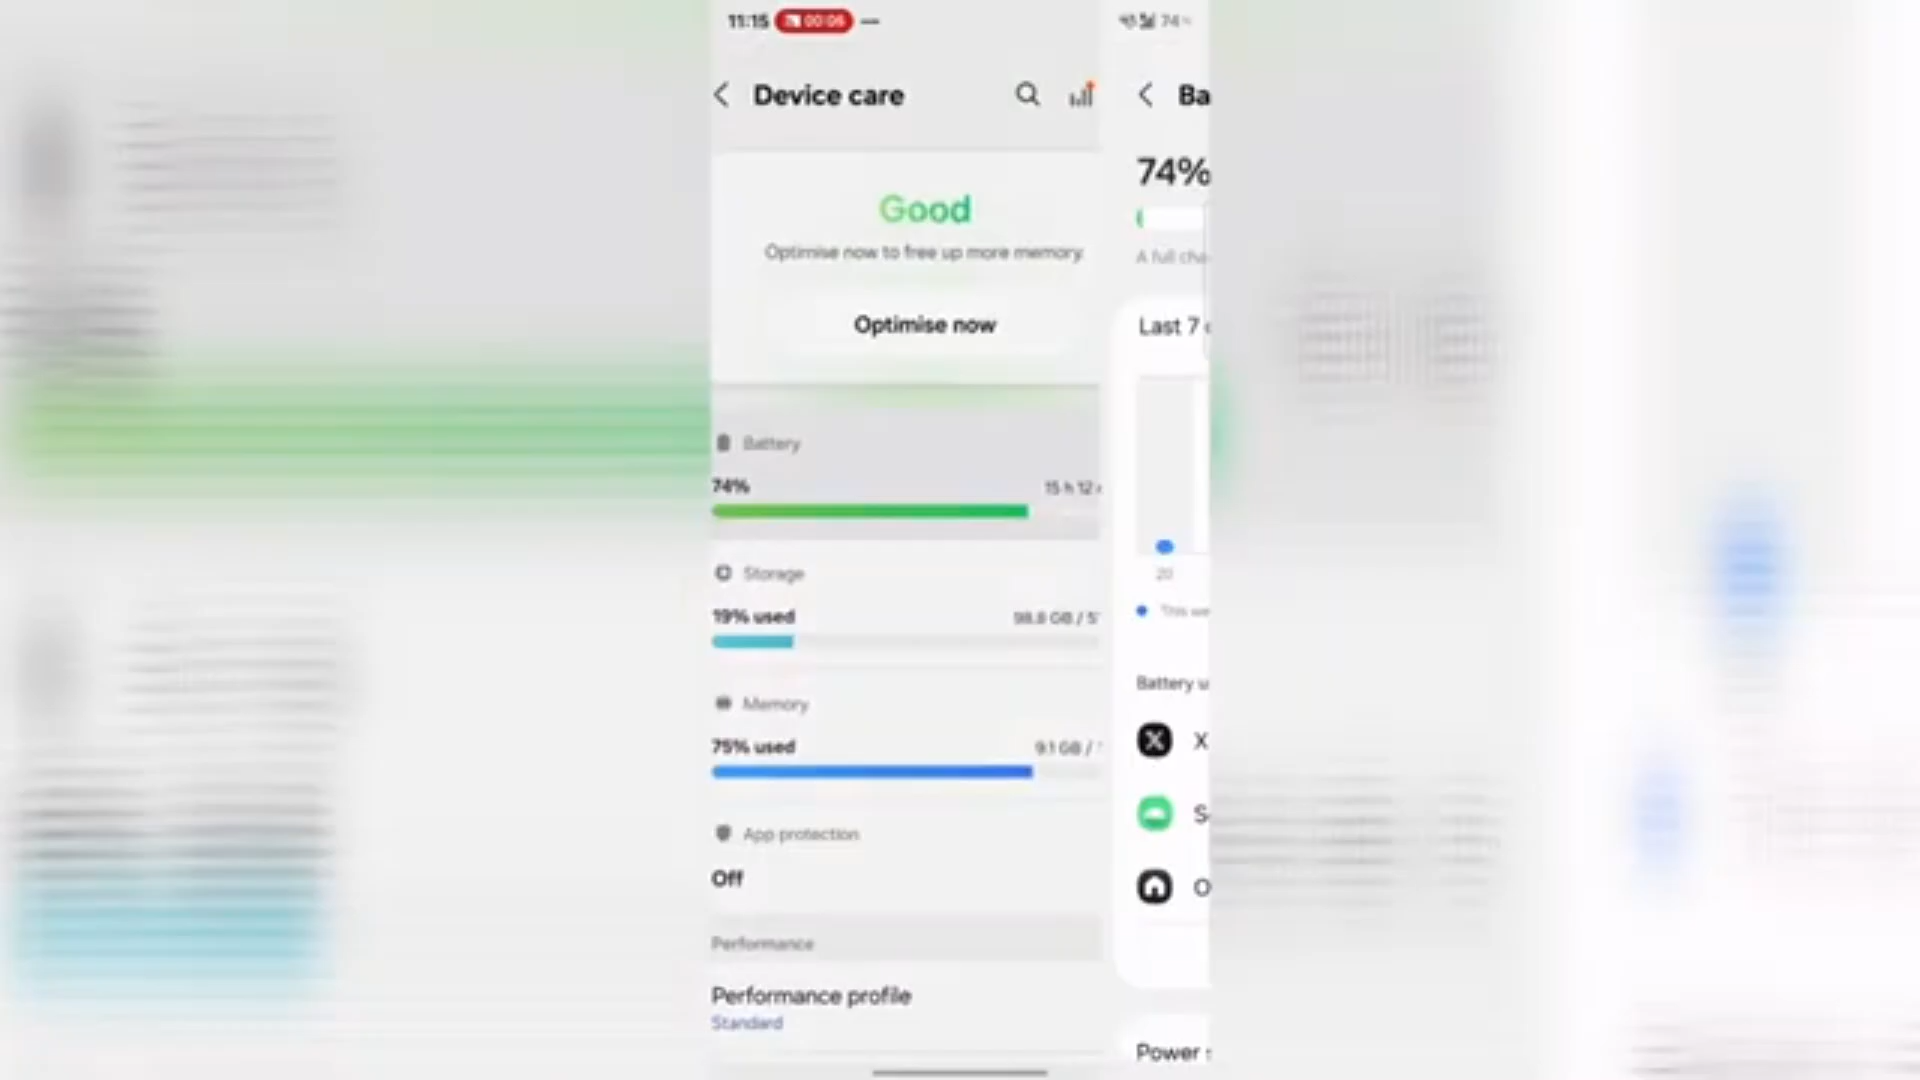 11:15 00:06
74%
Device care
Good
Optimise now to free up more memory
Optimise now
Battery
74% 15 h 12
Storage
19% used 98.8 GB /
Memory
75% used 9.1 GB /
App protection
Off
Performance
Performance profile
Standard
Ba
74%
A full cha
Last 7
20
This we
Battery u
X
S
O
Power